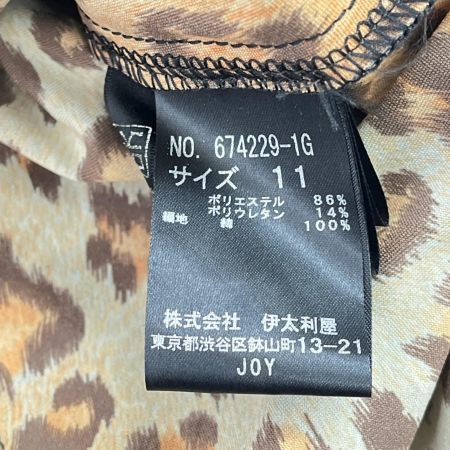 NO. 674229-1G
サイズ 11
ポリエステル 86%
ポリウレタン 14%
綿 100%
株式会社 伊太利屋
東京都渋谷区鉢山町13-21
JOY